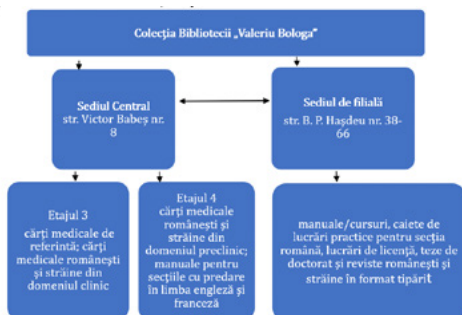 Colecția Bibliotecii „Valeriu Bologa"
Sediul Central
str. Victor Babeș nr.
8
Sediul de filială
str. B. P. Hașdeu nr. 38-
66
Etajul 3
cărți medicale de
referintă; cărți
medicale românești
și străine din
domeniul clinic
Etajul 4
cărți medicale
românești și
străine din
domeniul preclinic;
manuale pentru
secțiile cu predare
în limba engleză și
franceză
manuale/cursuri, caiete de
lucrări practice pentru secția
română, lucrări de licență, teze de
doctorat și reviste românești și
străine în format tipărit